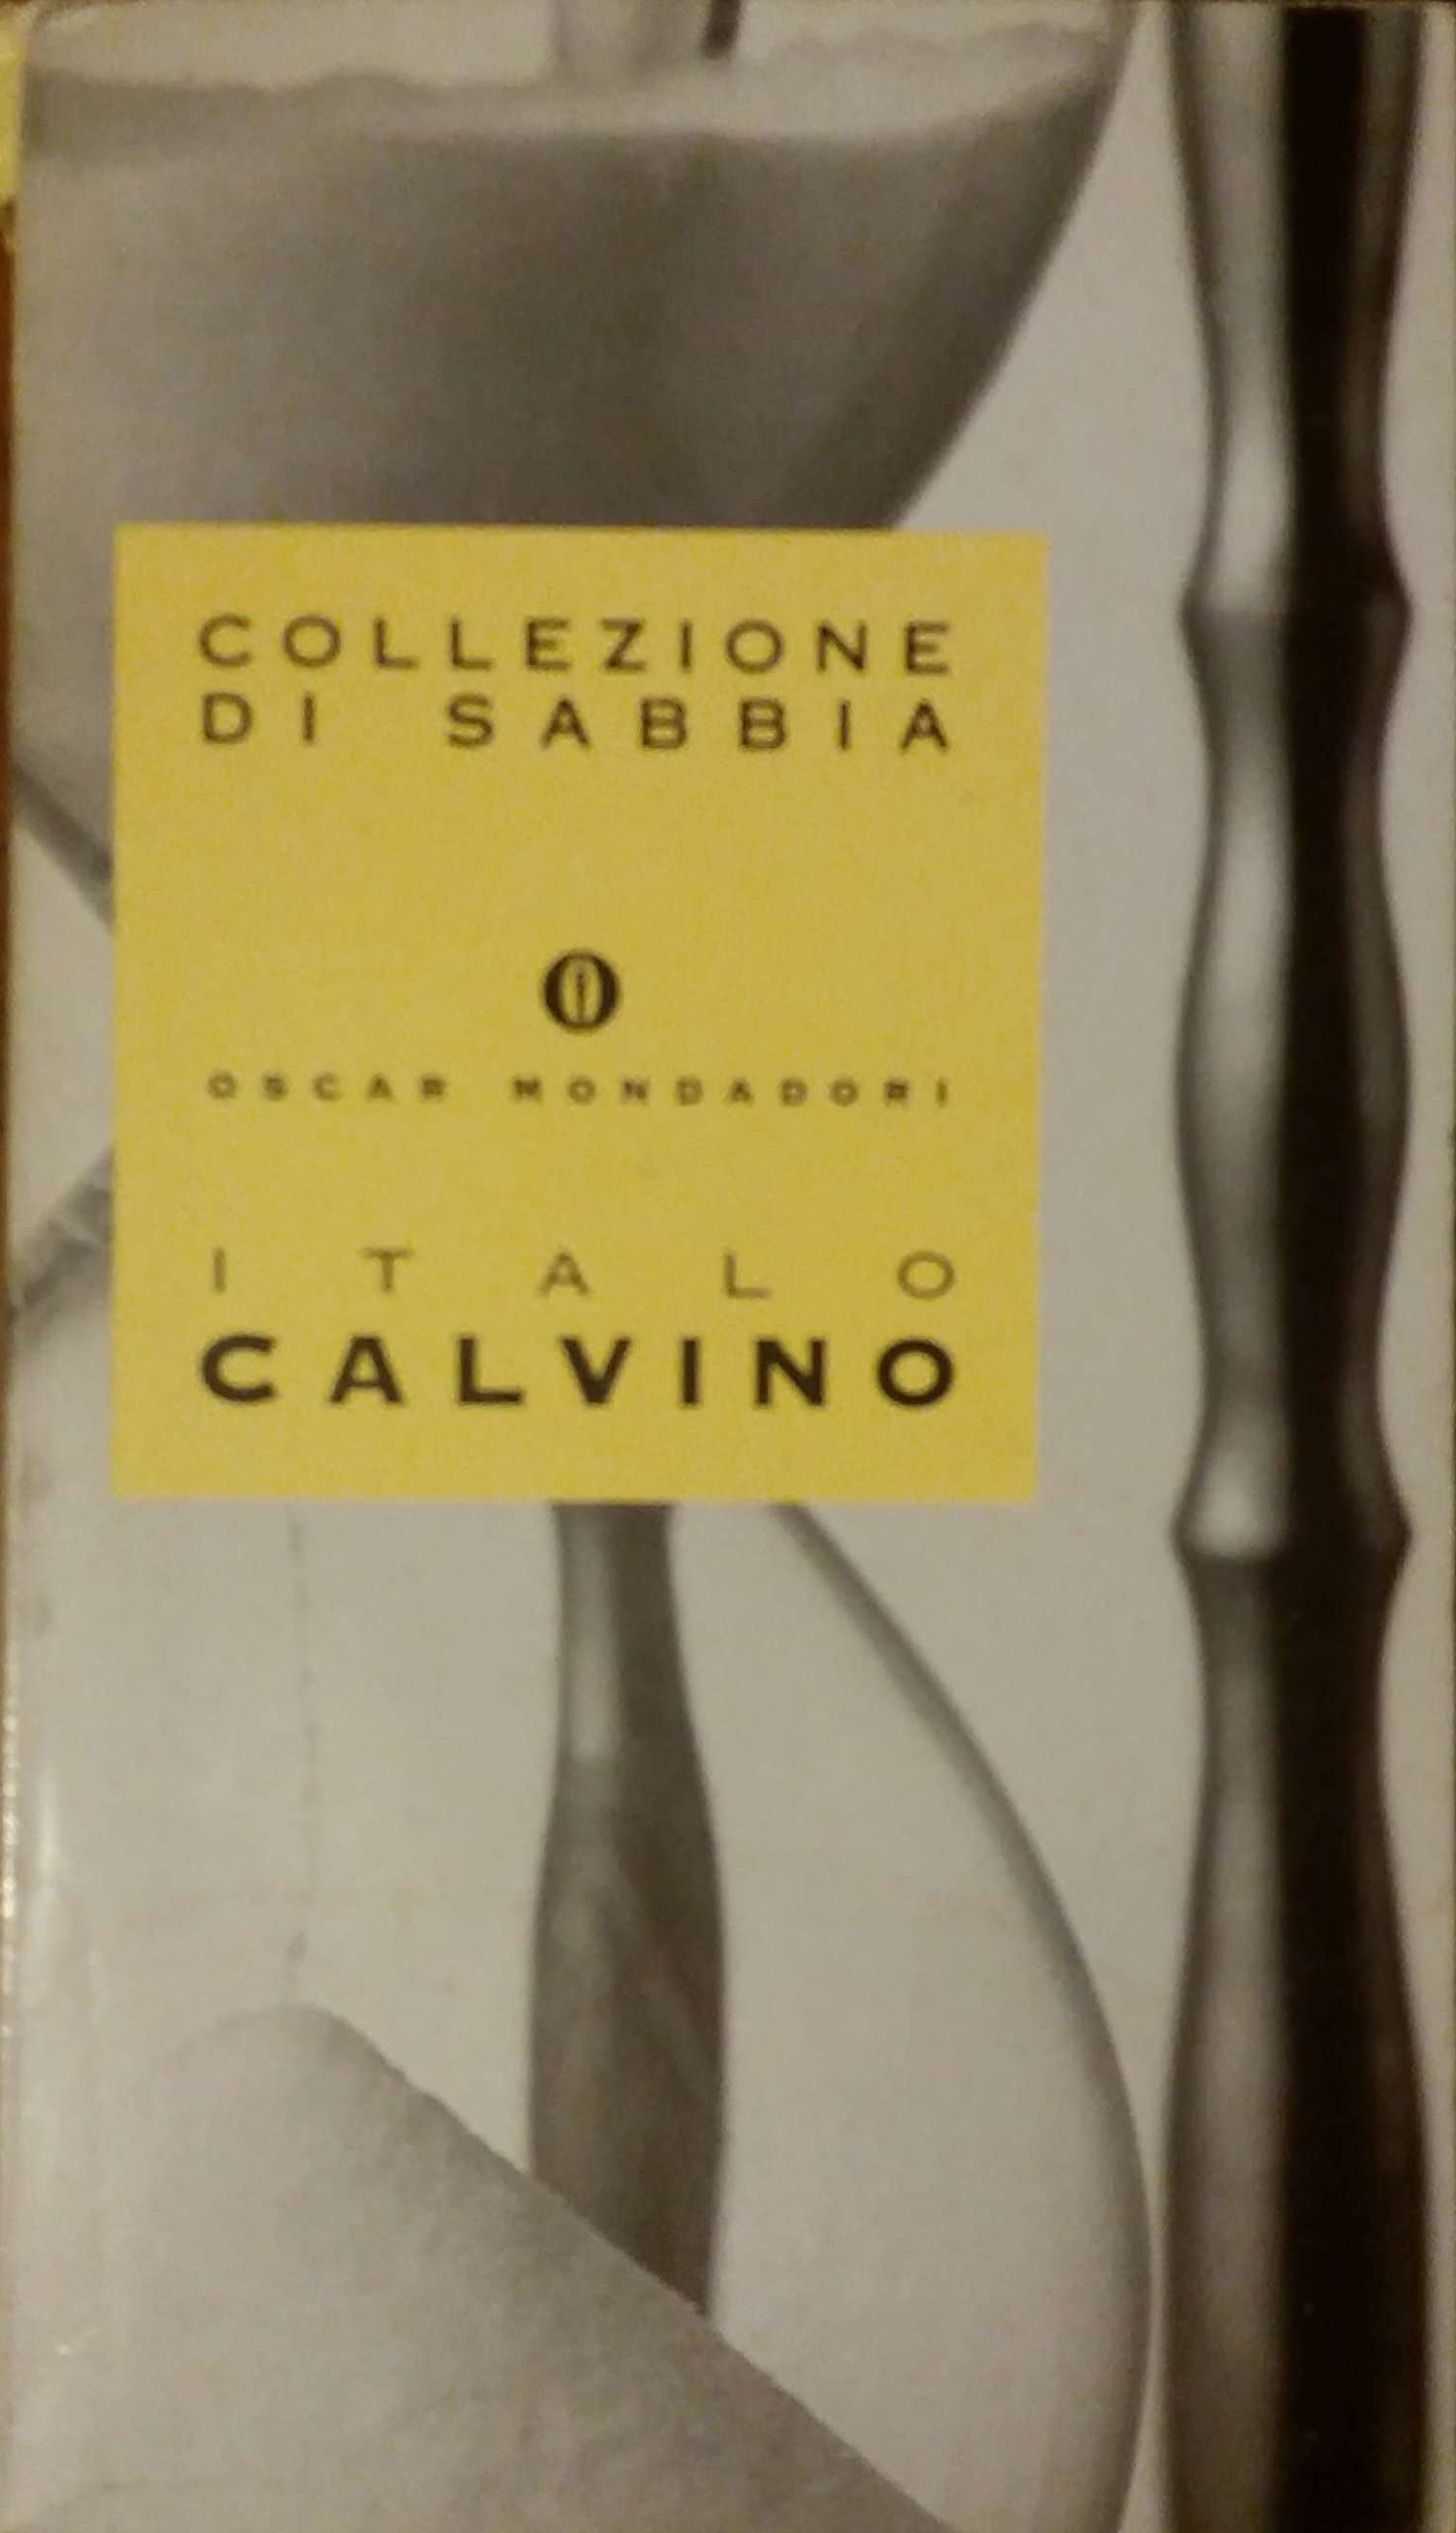 COLLEZIONE
DI SABBIA
OSCAR MONDADORI
ITALO
CALVINO